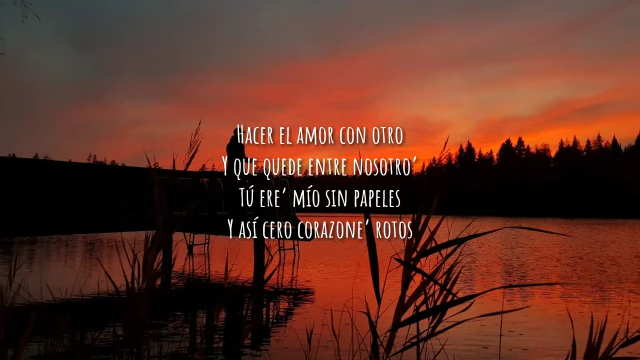 Hacer el amor con otro
Y que quede entre nosotro’
Tú ere’ mío sin papeles
Y así cero corazone’ rotos